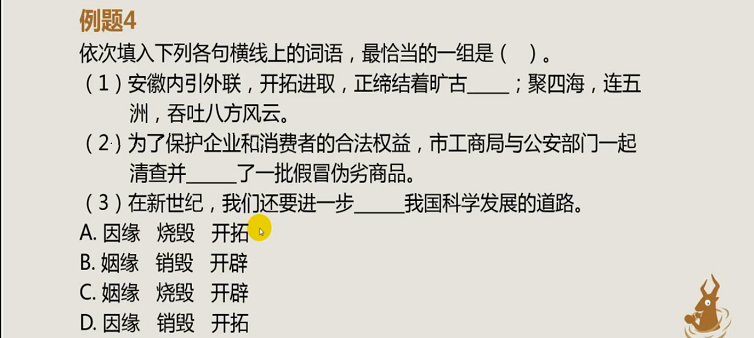 例题4
依次填入下列各句横线上的词语，最恰当的一组是（ ）。
（1）安徽内引外联，开拓进取，正缔结着旷古____；聚四海，连五
洲，吞吐八方风云。
（2）为了保护企业和消费者的合法权益，市工商局与公安部门一起
清查并_____了一批假冒伪劣商品。
（3）在新世纪，我们还要进一步_____我国科学发展的道路。
A. 因缘 烧毁 开拓
B. 姻缘 销毁 开辟
C. 姻缘 烧毁 开辟
D. 因缘 销毁 开拓